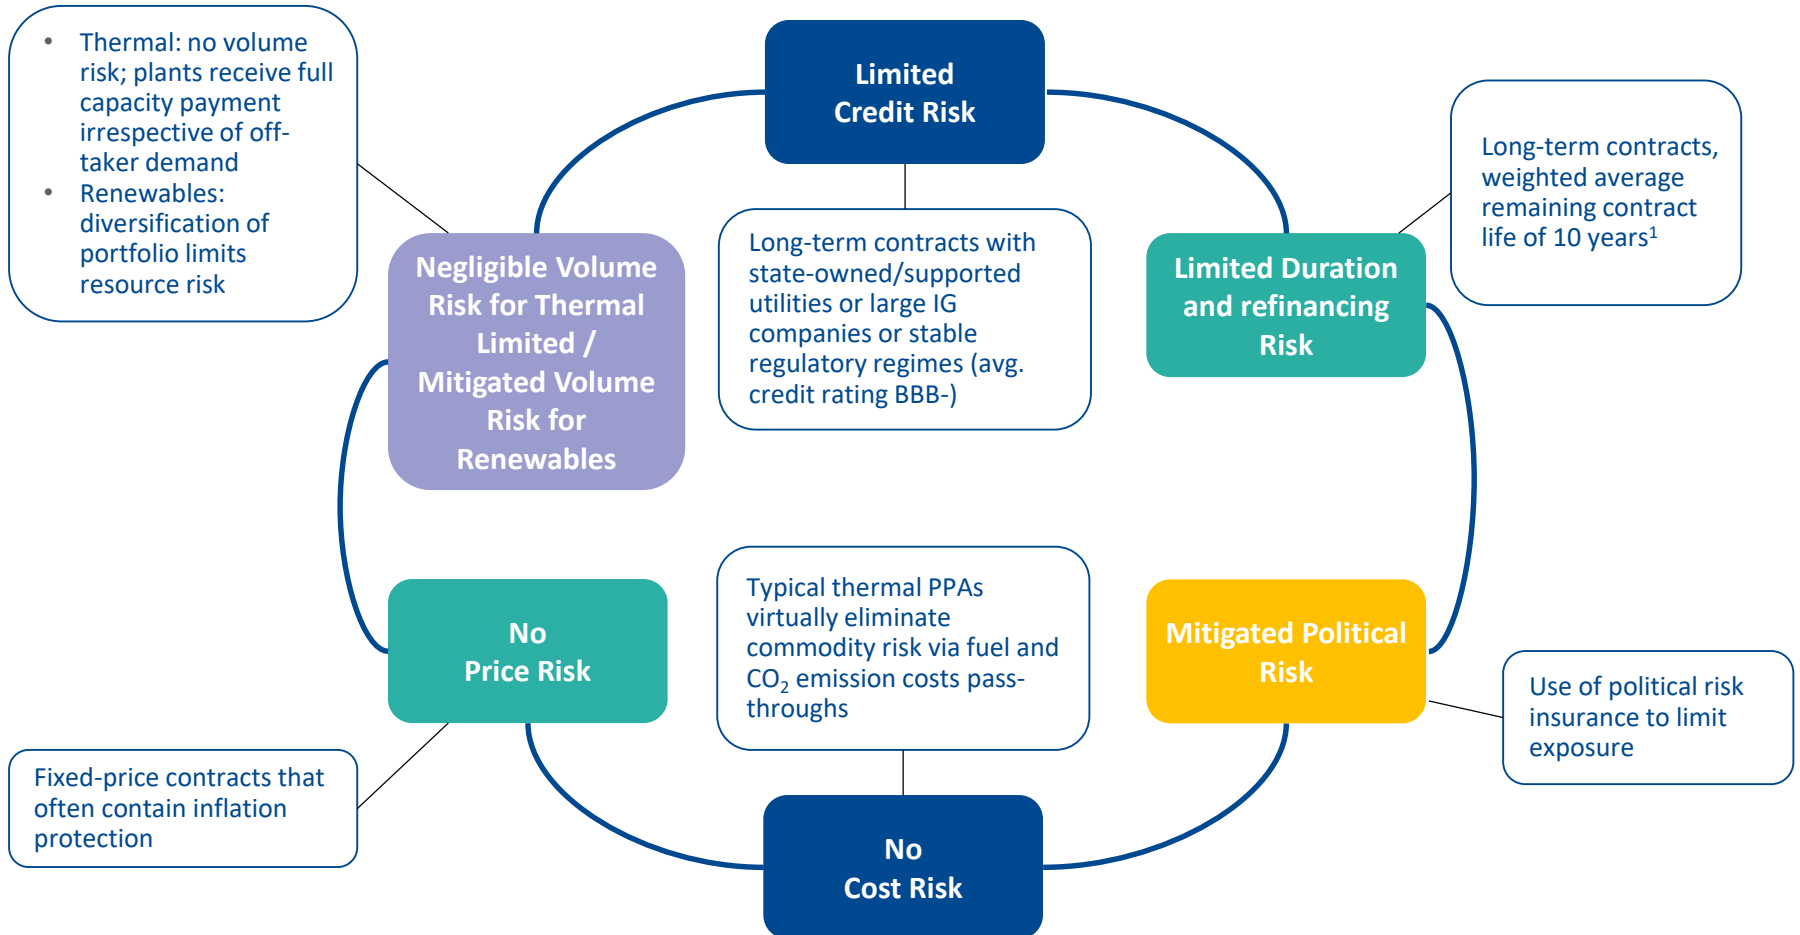 • Thermal: no volume
risk; plants receive full
capacity payment
irrespective of off-
taker demand
• Renewables:
diversification of
portfolio limits
resource risk
Limited
Credit Risk
Long-term contracts,
weighted average
remaining contract
life of 10 years¹
Negligible Volume
Risk for Thermal
Limited /
Mitigated Volume
Risk for
Renewables
Long-term contracts with
state-owned/supported
utilities or large IG
companies or stable
regulatory regimes (avg.
credit rating BBB-)
Limited Duration
and refinancing
Risk
No
Price Risk
Typical thermal PPAs
virtually eliminate
commodity risk via fuel and
CO₂ emission costs pass-
throughs
Mitigated Political
Risk
Use of political risk
insurance to limit
exposure
Fixed-price contracts that
often contain inflation
protection
No
Cost Risk